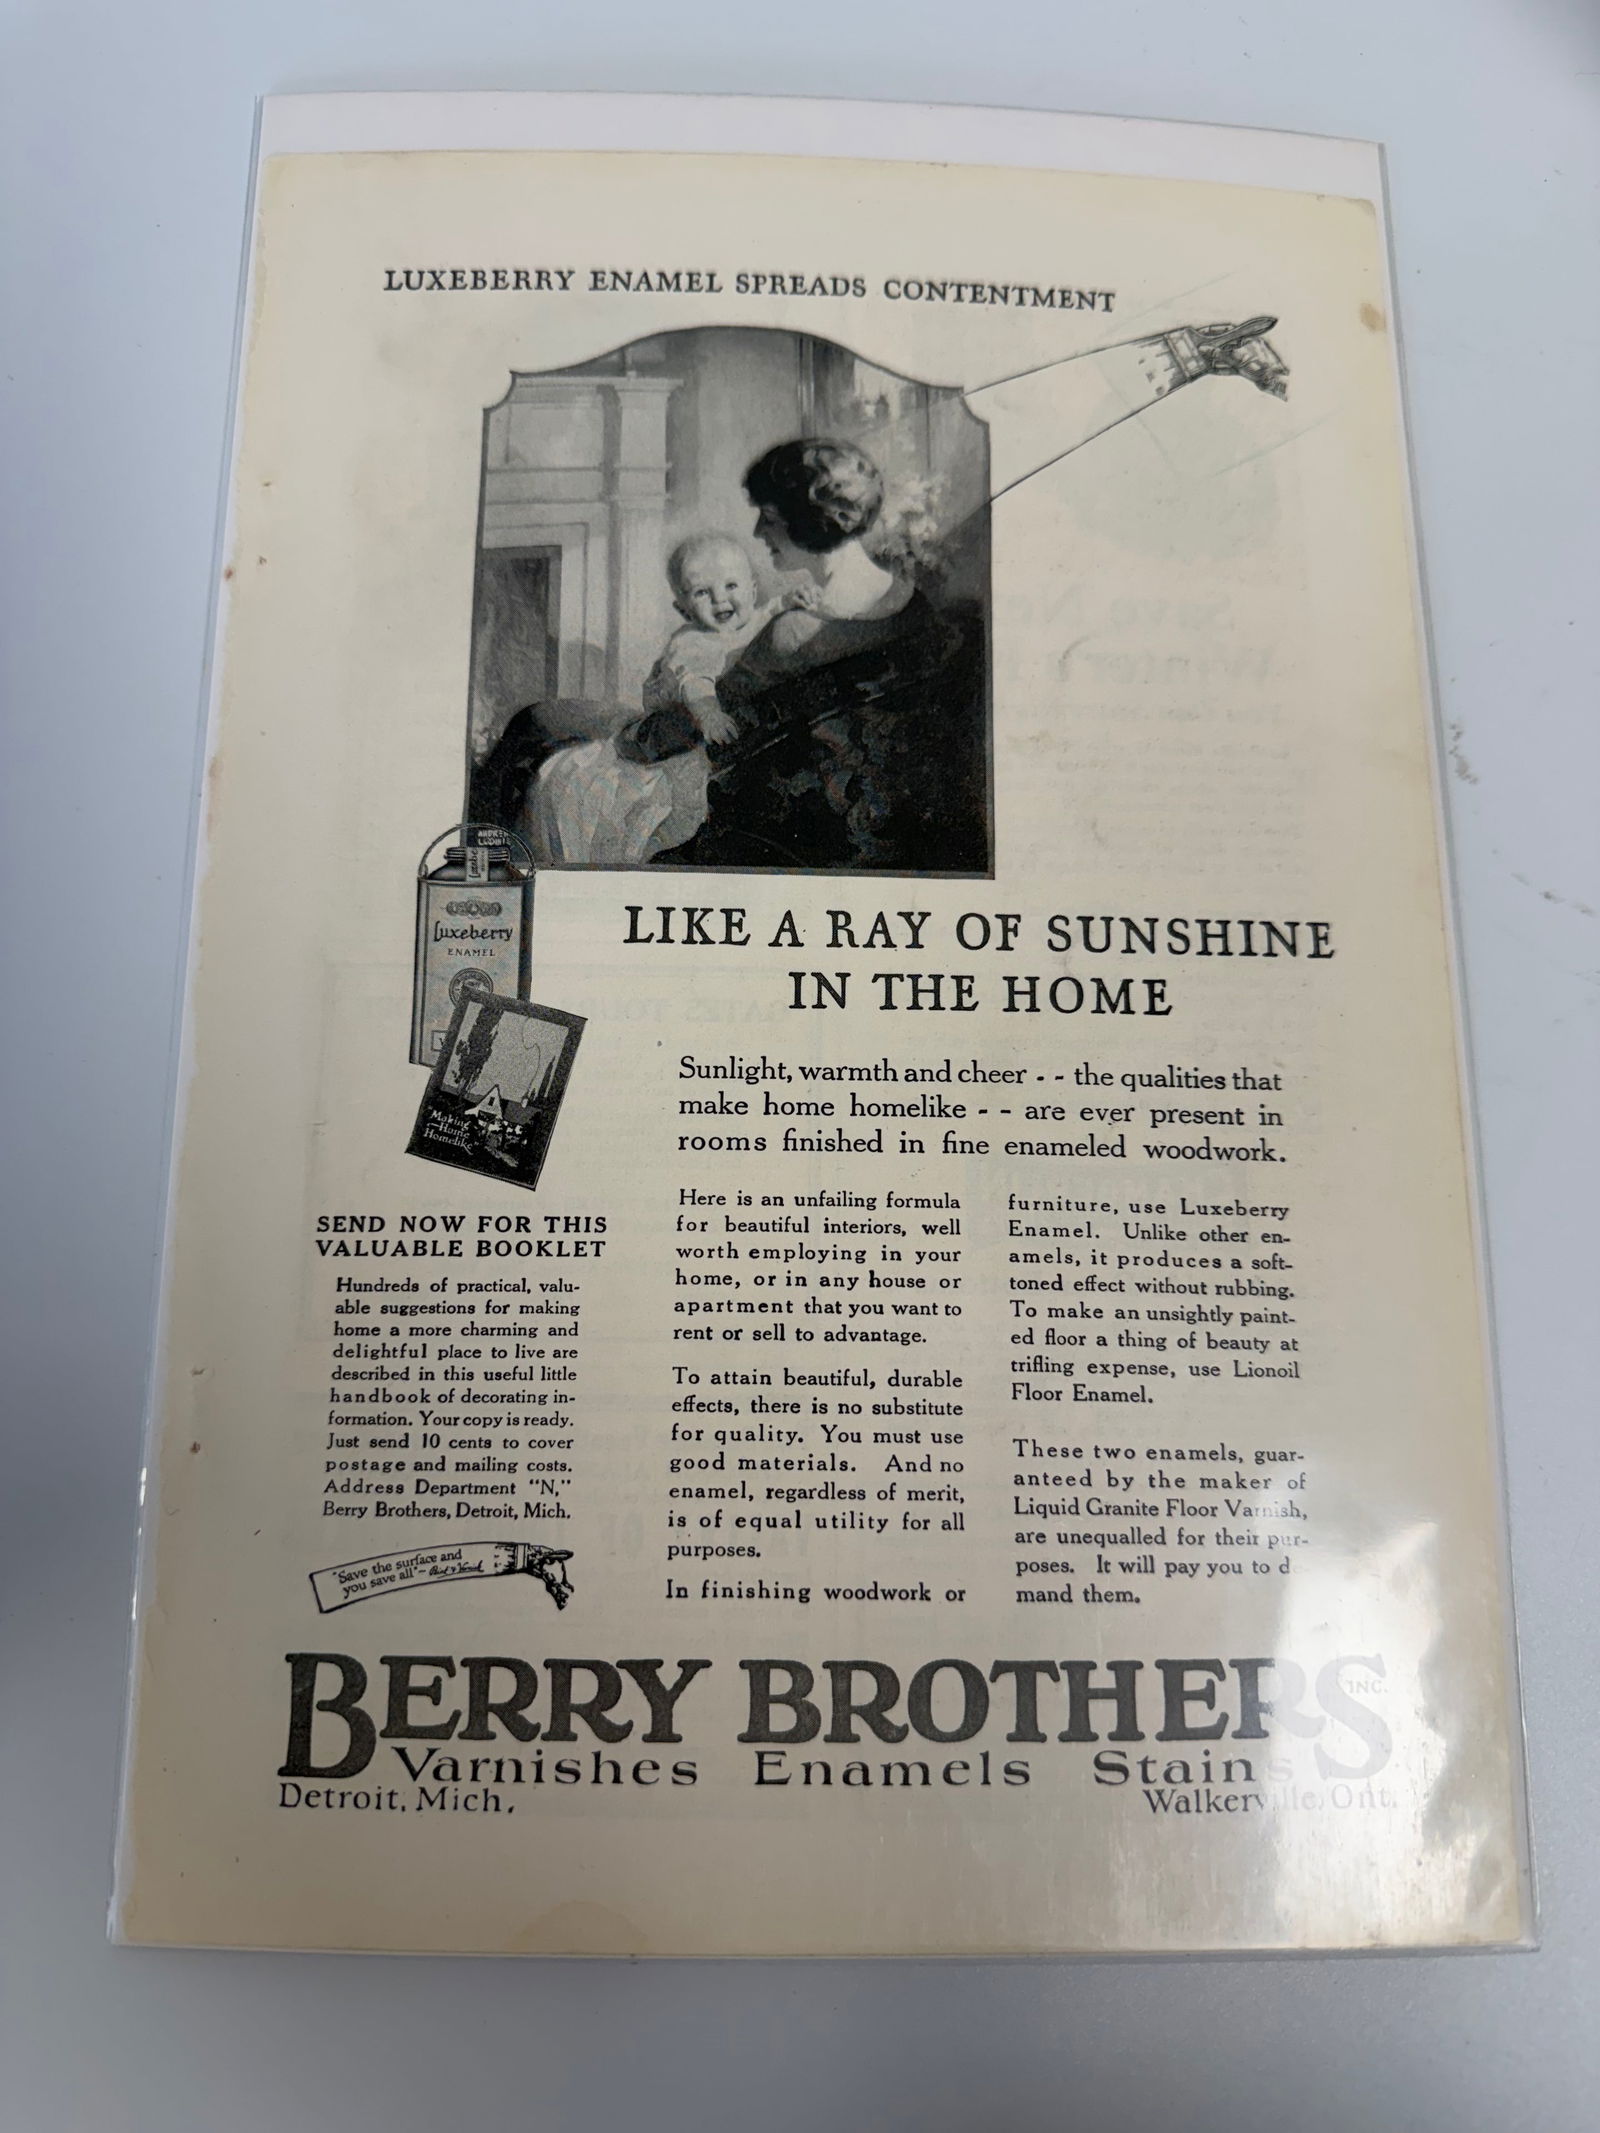 LUXEBERRY ENAMEL SPREADS CONTENTMENT
Luxeberry
ENAMEL
"Making
Home
Homelike"
LIKE A RAY OF SUNSHINE
IN THE HOME
Sunlight, warmth and cheer - - the qualities that
make home homelike - - are ever present in
rooms finished in fine enameled woodwork.
SEND NOW FOR THIS
VALUABLE BOOKLET
Hundreds of practical, valu-
able suggestions for making
home a more charming and
delightful place to live are
described in this useful little
handbook of decorating in-
formation. Your copy is ready.
Just send 10 cents to cover
postage and mailing costs.
Address Department "N,"
Berry Brothers, Detroit, Mich.
"Save the surface and
you save all" - Paint & Varnish
Here is an unfailing formula
for beautiful interiors, well
worth employing in your
home, or in any house or
apartment that you want to
rent or sell to advantage.
To attain beautiful, durable
effects, there is no substitute
for quality. You must use
good materials. And no
enamel, regardless of merit,
is of equal utility for all
purposes.
In finishing woodwork or
furniture, use Luxeberry
Enamel. Unlike other en-
amels, it produces a soft-
toned effect without rubbing.
To make an unsightly paint-
ed floor a thing of beauty at
trifling expense, use Lionoil
Floor Enamel.
These two enamels, guar-
anteed by the maker of
Liquid Granite Floor Varnish,
are unequalled for their pur-
poses. It will pay you to de-
mand them.
BERRY BROTHERS INC.
Varnishes Enamels Stains
Detroit, Mich. Walkerville, Ont.